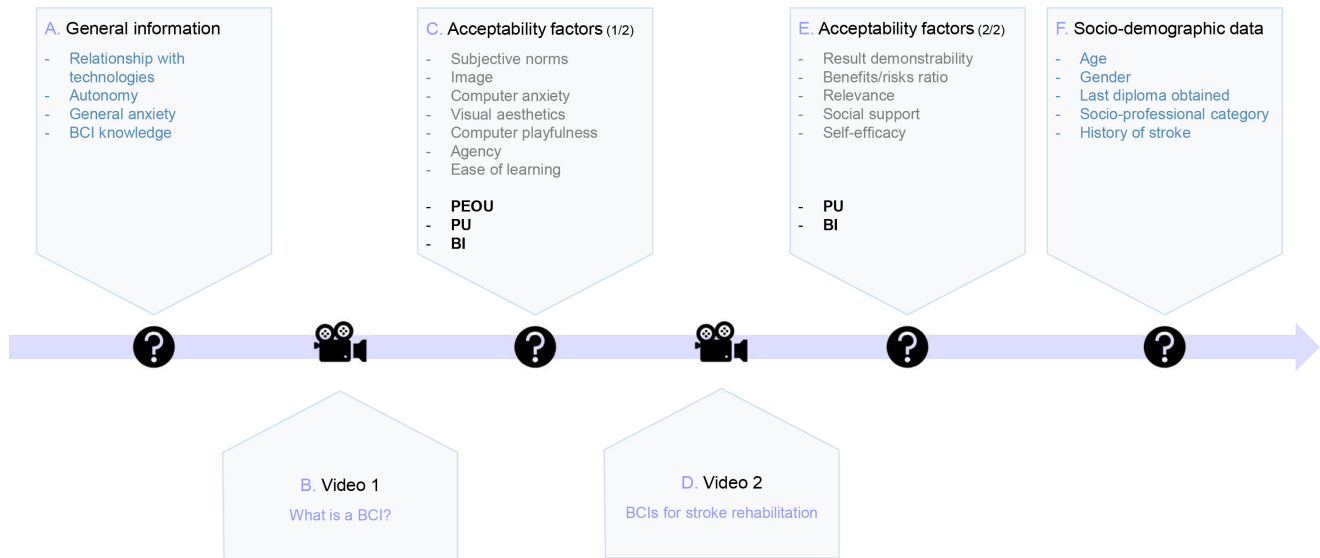 A. General information
- Relationship with
technologies
- Autonomy
- General anxiety
- BCI knowledge
C. Acceptability factors (1/2)
- Subjective norms
- Image
- Computer anxiety
- Visual aesthetics
- Computer playfulness
- Agency
- Ease of learning
- PEOU
- PU
- BI
E. Acceptability factors (2/2)
- Result demonstrability
- Benefits/risks ratio
- Relevance
- Social support
- Self-efficacy
- PU
- BI
F. Socio-demographic data
- Age
- Gender
- Last diploma obtained
- Socio-professional category
- History of stroke
?
?
?
?
B. Video 1
What is a BCI?
D. Video 2
BCIs for stroke rehabilitation